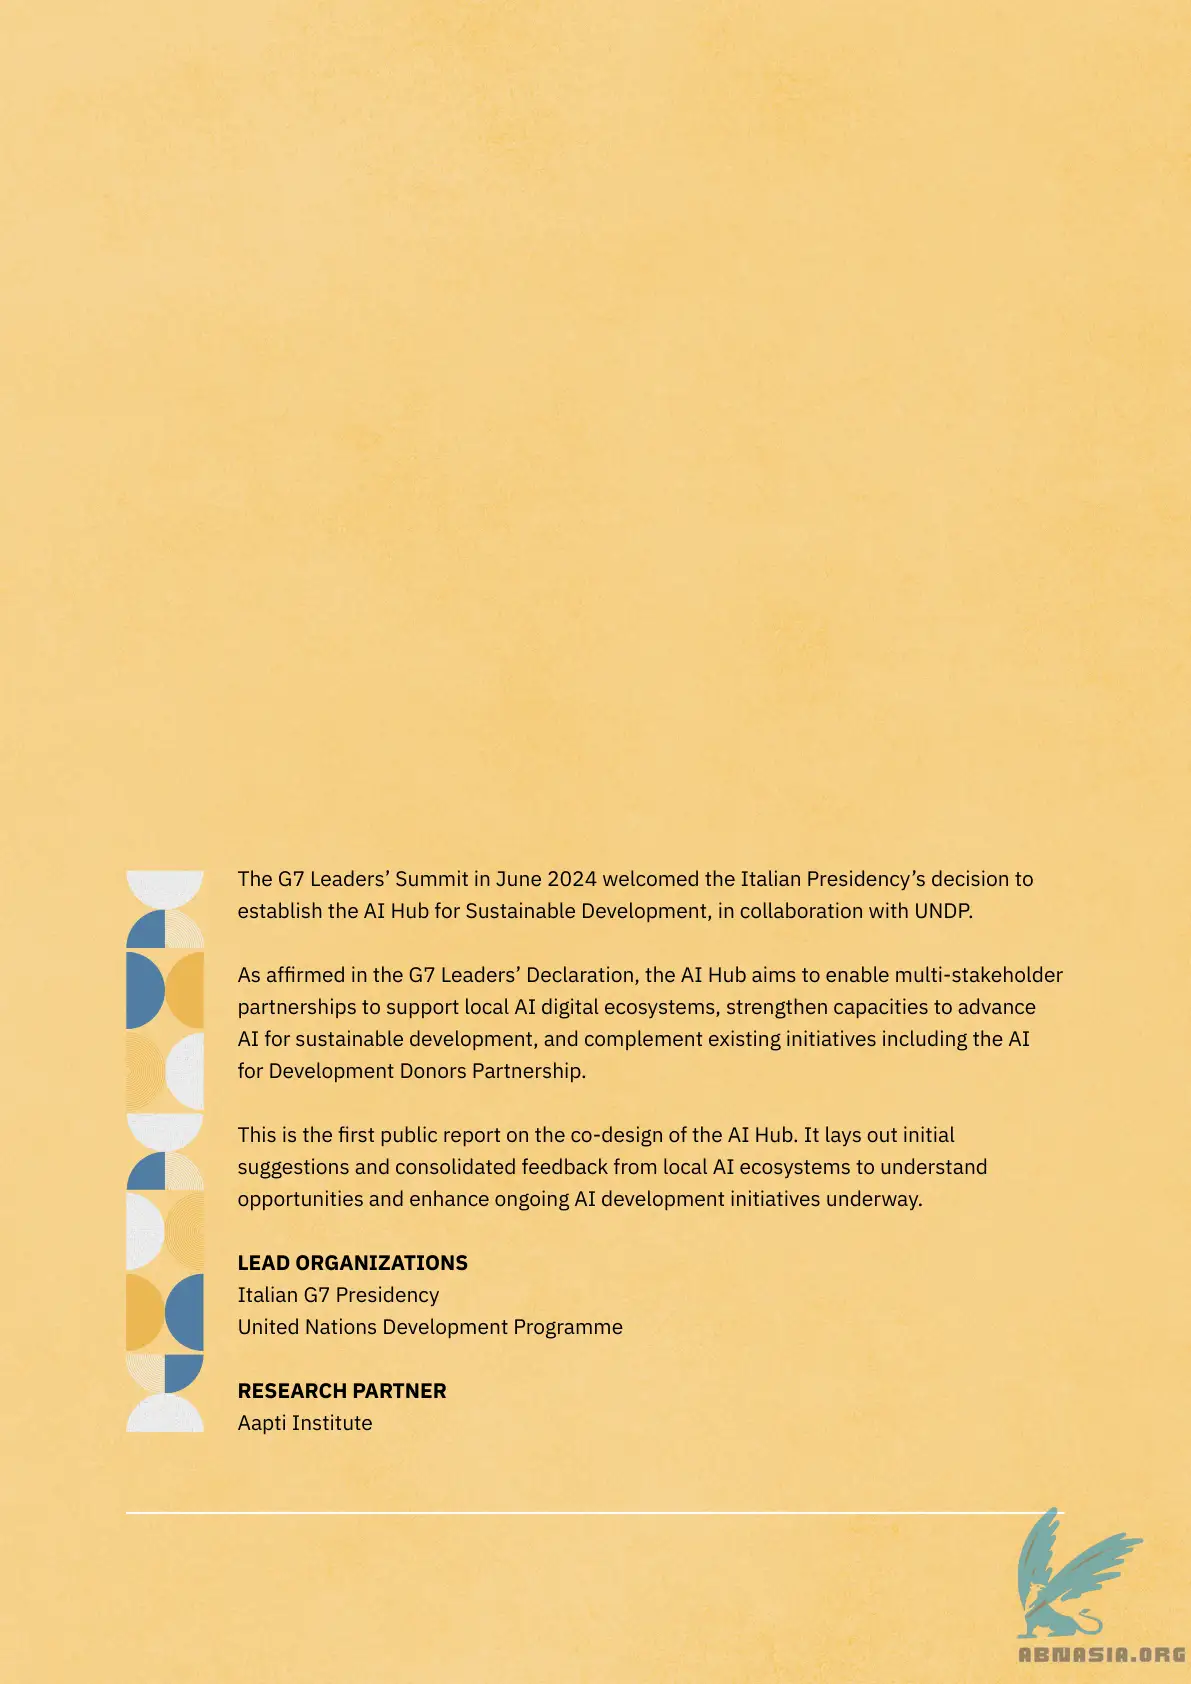 The G7 Leaders’ Summit in June 2024 welcomed the Italian Presidency’s decision to
establish the AI Hub for Sustainable Development, in collaboration with UNDP.
As affirmed in the G7 Leaders’ Declaration, the AI Hub aims to enable multi-stakeholder
partnerships to support local AI digital ecosystems, strengthen capacities to advance
AI for sustainable development, and complement existing initiatives including the AI
for Development Donors Partnership.
This is the first public report on the co-design of the AI Hub. It lays out initial
suggestions and consolidated feedback from local AI ecosystems to understand
opportunities and enhance ongoing AI development initiatives underway.
LEAD ORGANIZATIONS
Italian G7 Presidency
United Nations Development Programme
RESEARCH PARTNER
Aapti Institute
ABNASIA.ORG